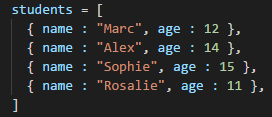 students = [
  { name : "Marc", age : 12 },
  { name : "Alex", age : 14 },
  { name : "Sophie", age : 15 },
  { name : "Rosalie", age : 11 },
]